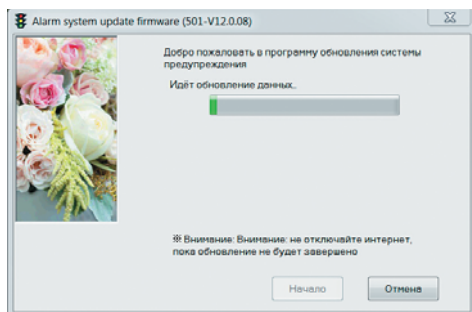 Alarm system update firmware (501-V12.0.08)
Добро пожаловать в программу обновления системы
предупреждения
Идёт обновление данных..
※ Внимание: Внимание: не отключайте интернет,
пока обновление не будет завершено
Начало
Отмена